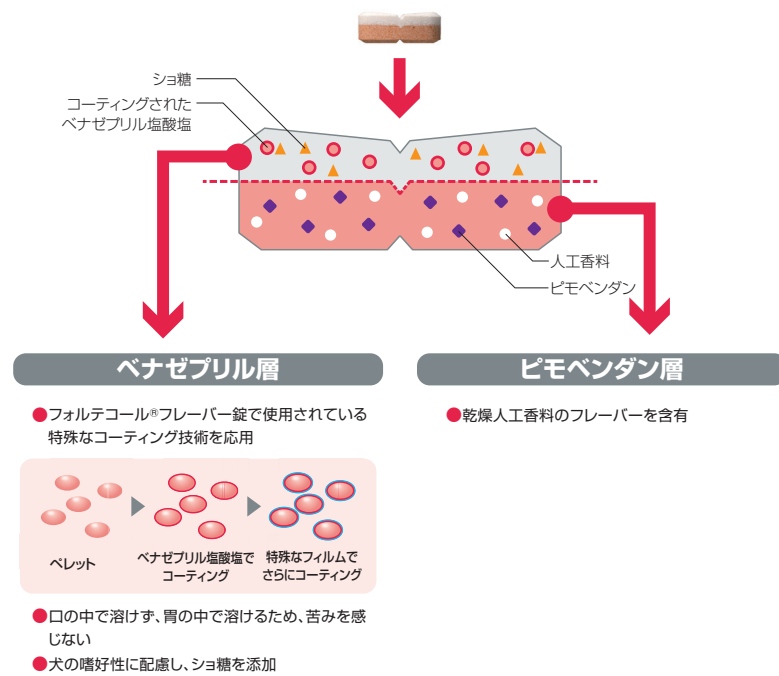 ショ糖
コーティングされた
ベナゼプリル塩酸塩
人工香料
ピモベンダン
ベナゼプリル層
●フォルテコール®フレーバー錠で使用されている
特殊なコーティング技術を応用
ペレット
ベナゼプリル塩酸塩で
コーティング
特殊なフィルムで
さらにコーティング
●口の中で溶けず、胃の中で溶けるため、苦みを感
じない
●犬の嗜好性に配慮し、ショ糖を添加
ピモベンダン層
●乾燥人工香料のフレーバーを含有